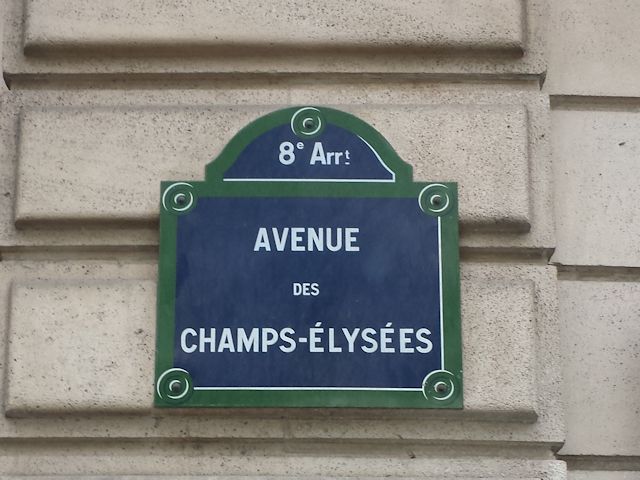 8e Arrt
AVENUE
DES
CHAMPS-ÉLYSÉES